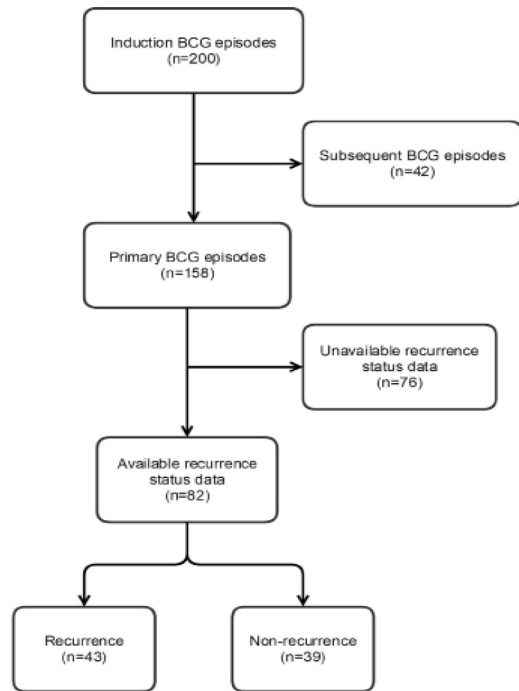 Induction BCG episodes
(n=200)
Subsequent BCG episodes
(n=42)
Primary BCG episodes
(n=158)
Unavailable recurrence
status data
(n=76)
Available recurrence
status data
(n=82)
Recurrence
(n=43)
Non-recurrence
(n=39)